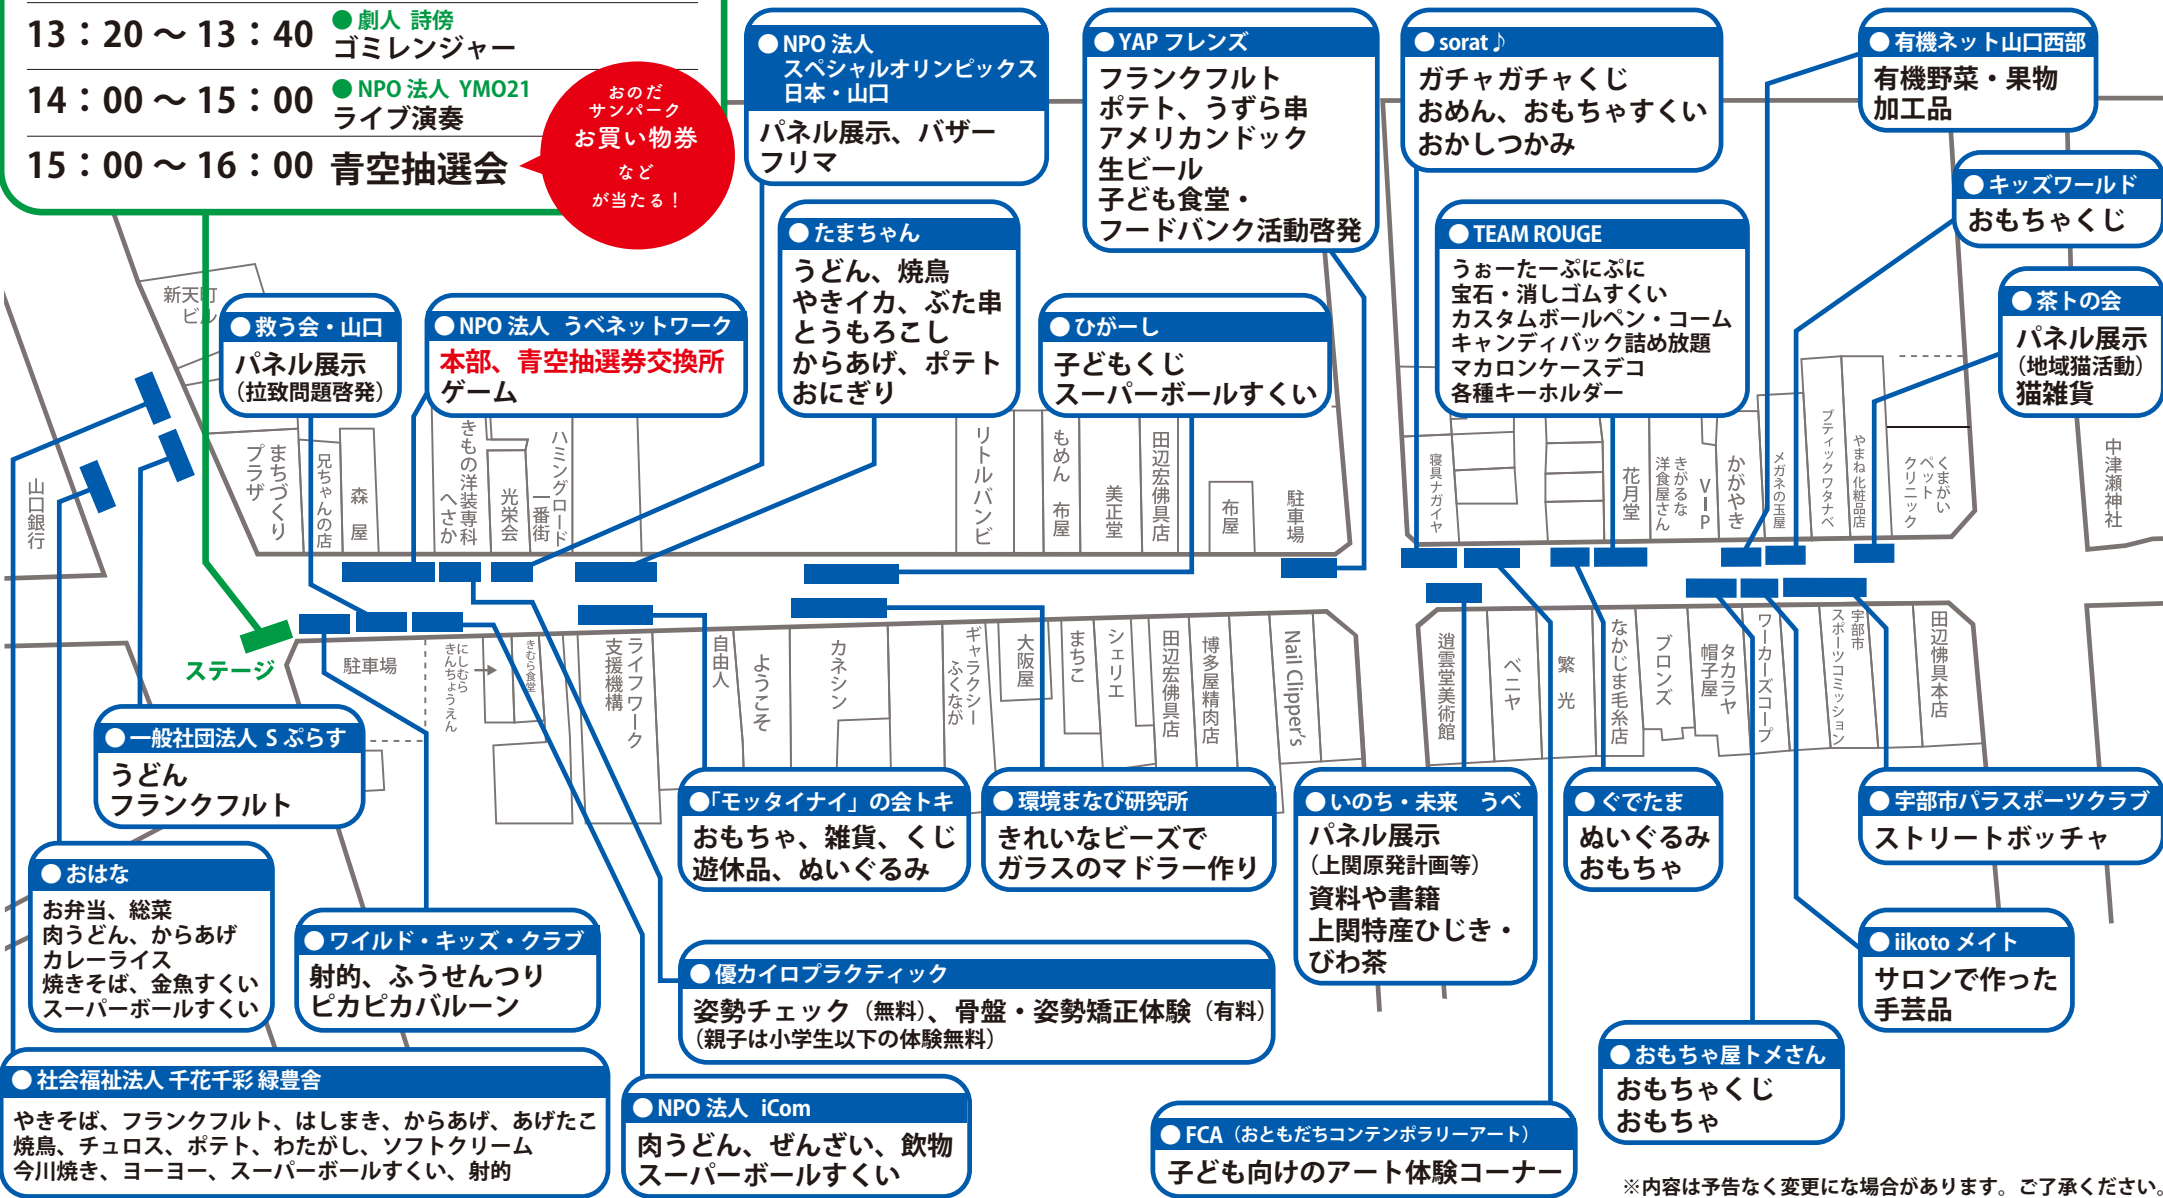 13：20～13：40
●劇人 詩傍
ゴミレンジャー
14：00～15：00
●NPO 法人 YMO21
ライブ演奏
15：00～16：00
青空抽選会
おのだ
サンパーク
お買い物券
など
が当たる！
●NPO 法人
スペシャルオリンピックス
日本・山口
パネル展示、バザー
フリマ
●YAP フレンズ
フランクフルト
ポテト、うずら串
アメリカンドック
生ビール
子ども食堂・
フードバンク活動啓発
●sorat♪
ガチャガチャくじ
おめん、おもちゃすくい
おかしつかみ
●有機ネット山口西部
有機野菜・果物
加工品
●キッズワールド
おもちゃくじ
●たまちゃん
うどん、焼鳥
やきイカ、ぶた串
とうもろこし
からあげ、ポテト
おにぎり
●TEAM ROUGE
うぉーたーぷにぷに
宝石・消しゴムすくい
カスタムボールペン・コーム
キャンディバック詰め放題
マカロンケースデコ
各種キーホルダー
●茶トの会
パネル展示
（地域猫活動）
猫雑貨
新天町
ビル
●救う会・山口
パネル展示
（拉致問題啓発）
●NPO 法人 うべネットワーク
本部、青空抽選券交換所
ゲーム
●ひがーし
子どもくじ
スーパーボールすくい
山口銀行
まちづくり
プラザ
兄ちゃんの店
森屋
きもの洋装専科
へさか
光栄会
ハミングロード
一番街
リトルバンビ
もめん 布屋
美正堂
田辺宏佛具店
布屋
駐車場
寝具ナガイヤ
花月堂
きがるな
洋食屋さん
VIP
かがやき
メガネの玉屋
ブティックワタナベ
やまね化粧品店
くまがい
ペット
クリニック
中津瀬神社
ステージ
駐車場
にしむら
きんちょうえん
→
きむら食堂
ライフワーク
支援機構
自由人
ようこそ
カネシン
ギャラクシー
ふくなが
大阪屋
まちこ
シェリエ
田辺宏佛具店
博多屋精肉店
Nail Clipper's
逍雲堂美術館
ベニヤ
繁光
なかじま毛糸店
ブロンズ
タカラヤ
帽子屋
ワーカーズコープ
宇部市
スポーツコミッション
田辺佛具本店
●一般社団法人 S ぷらす
うどん
フランクフルト
●「モッタイナイ」の会トキ
おもちゃ、雑貨、くじ
遊休品、ぬいぐるみ
●環境まなび研究所
きれいなビーズで
ガラスのマドラー作り
●いのち・未来 うべ
パネル展示
（上関原発計画等）
資料や書籍
上関特産ひじき・
びわ茶
●ぐでたま
ぬいぐるみ
おもちゃ
●宇部市パラスポーツクラブ
ストリートボッチャ
●おはな
お弁当、総菜
肉うどん、からあげ
カレーライス
焼きそば、金魚すくい
スーパーボールすくい
●ワイルド・キッズ・クラブ
射的、ふうせんつり
ピカピカバルーン
●優カイロプラクティック
姿勢チェック（無料）、骨盤・姿勢矯正体験（有料）
（親子は小学生以下の体験無料）
●iikoto メイト
サロンで作った
手芸品
●おもちゃ屋トメさん
おもちゃくじ
おもちゃ
●社会福祉法人 千花千彩 緑豊舎
やきそば、フランクフルト、はしまき、からあげ、あげたこ
焼鳥、チュロス、ポテト、わたがし、ソフトクリーム
今川焼き、ヨーヨー、スーパーボールすくい、射的
●NPO 法人 iCom
肉うどん、ぜんざい、飲物
スーパーボールすくい
●FCA（おともだちコンテンポラリーアート）
子ども向けのアート体験コーナー
※内容は予告なく変更にな場合があります。ご了承ください。